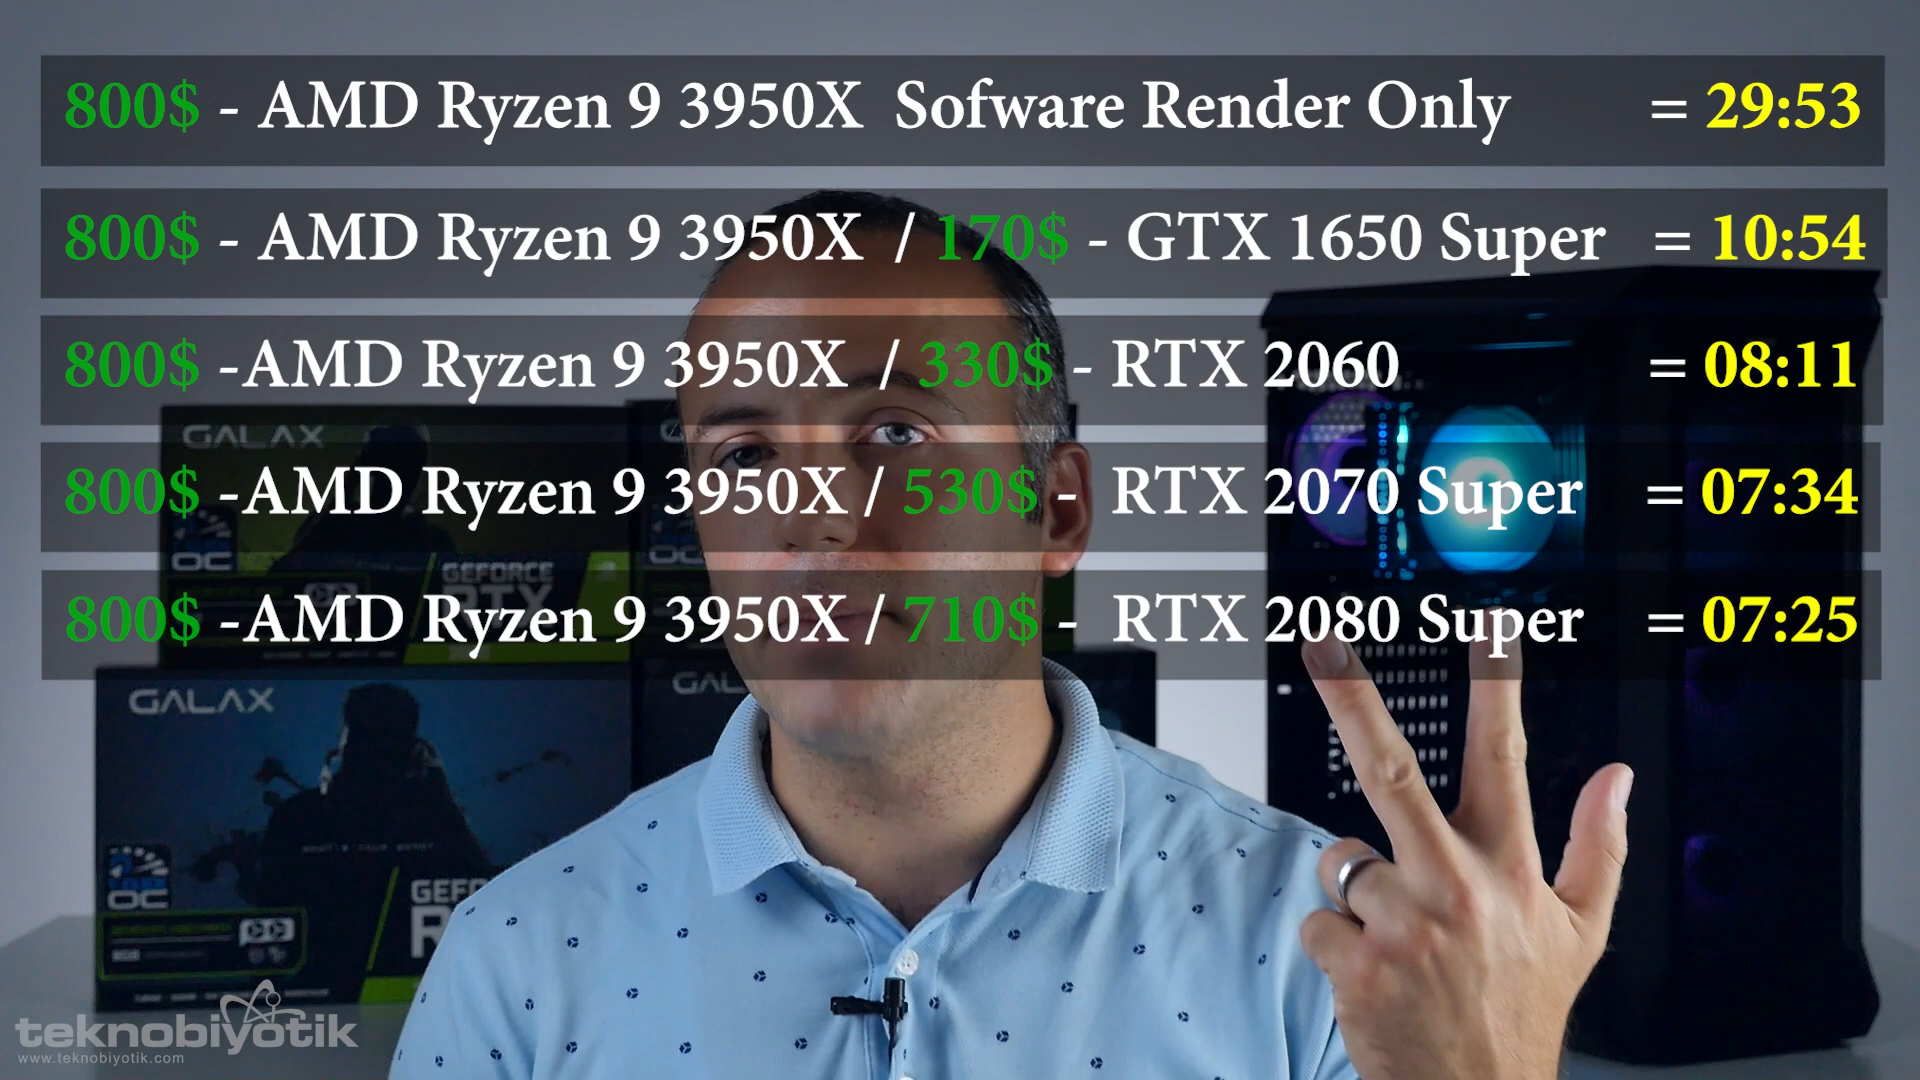 800$ - AMD Ryzen 9 3950X Sofware Render Only = 29:53
800$ - AMD Ryzen 9 3950X / 170$ - GTX 1650 Super = 10:54
800$ -AMD Ryzen 9 3950X / 330$ - RTX 2060 = 08:11
800$ -AMD Ryzen 9 3950X / 530$ - RTX 2070 Super = 07:34
800$ -AMD Ryzen 9 3950X / 710$ - RTX 2080 Super = 07:25
GALAX
OC
GEFORCE
RTX
GALAX
OC
teknobiyotik
www.teknobiyotik.com